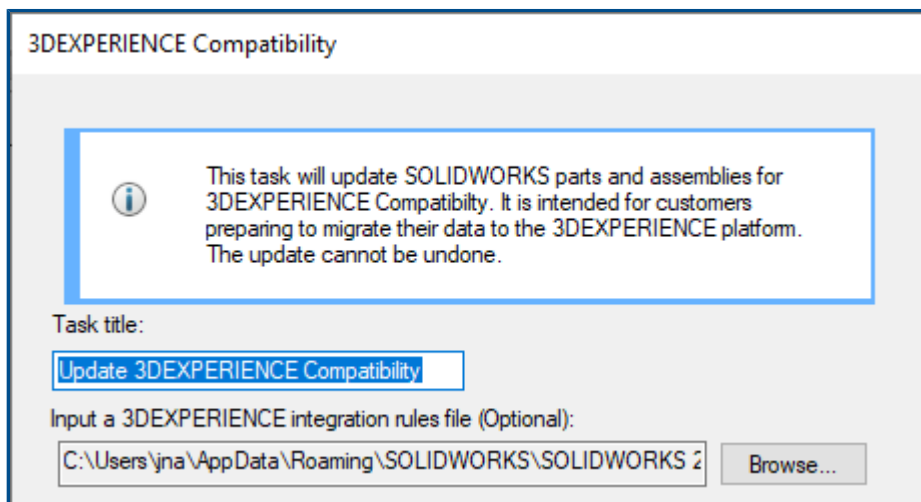 3DEXPERIENCE Compatibility
This task will update SOLIDWORKS parts and assemblies for
3DEXPERIENCE Compatibilty. It is intended for customers
preparing to migrate their data to the 3DEXPERIENCE platform.
The update cannot be undone.
Task title:
Update 3DEXPERIENCE Compatibility
Input a 3DEXPERIENCE integration rules file (Optional):
C:\Users\jna\AppData\Roaming\SOLIDWORKS\SOLIDWORKS 2
Browse...